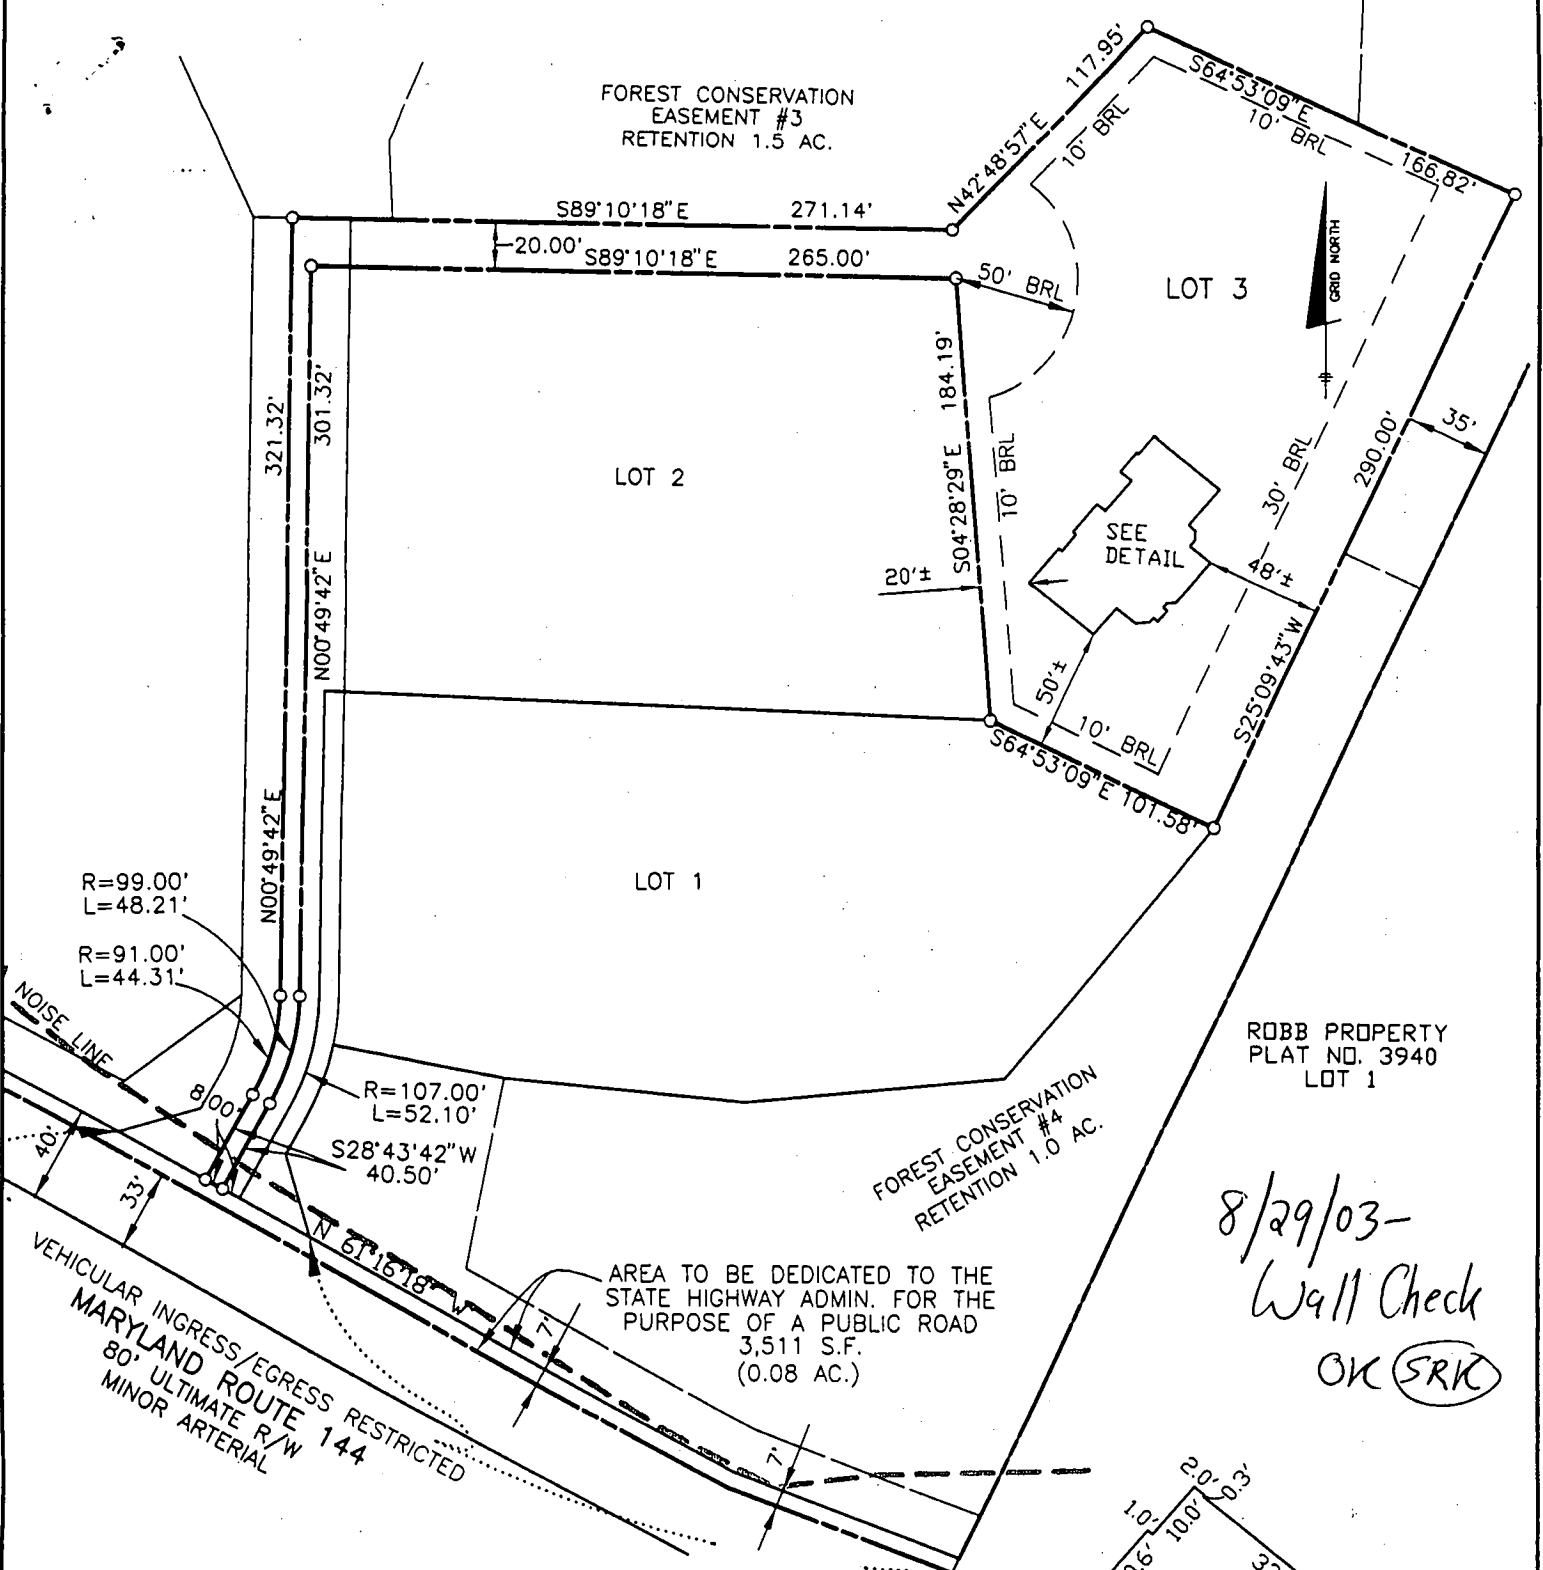 FOREST CONSERVATION
EASEMENT #3
RETENTION 1.5 AC.
N42°48'57"E 117.95'
S64°53'09"E 166.82'
10' BRL
10' BRL
S89°10'18"E 271.14'
20.00'
S89°10'18"E 265.00'
50' BRL
LOT 3
GRID NORTH
321.32'
301.32'
184.19'
S04°28'29"E
10' BRL
30' BRL
290.00'
35'
LOT 2
SEE
DETAIL
20'±
48'±
50'±
N00°49'42"E
S25°09'43"W
10' BRL
S64°53'09"E 101.58'
N00°49'42"E
LOT 1
R=99.00'
L=48.21'
R=91.00'
L=44.31'
NOISE LINE
8.00'
R=107.00'
L=52.10'
S28°43'42"W
40.50'
40'
33'
ROBB PROPERTY
PLAT NO. 3940
LOT 1
FOREST CONSERVATION
EASEMENT #4
RETENTION 1.0 AC.
N 61°16'18" W
AREA TO BE DEDICATED TO THE
STATE HIGHWAY ADMIN. FOR THE
PURPOSE OF A PUBLIC ROAD
3,511 S.F.
(0.08 AC.)
7'
7'
VEHICULAR INGRESS/EGRESS RESTRICTED
MARYLAND ROUTE 144
80' ULTIMATE R/W
MINOR ARTERIAL
8/29/03-
Wall Check
OK SRK
2.0'
0.3'
1.0'
10.0'